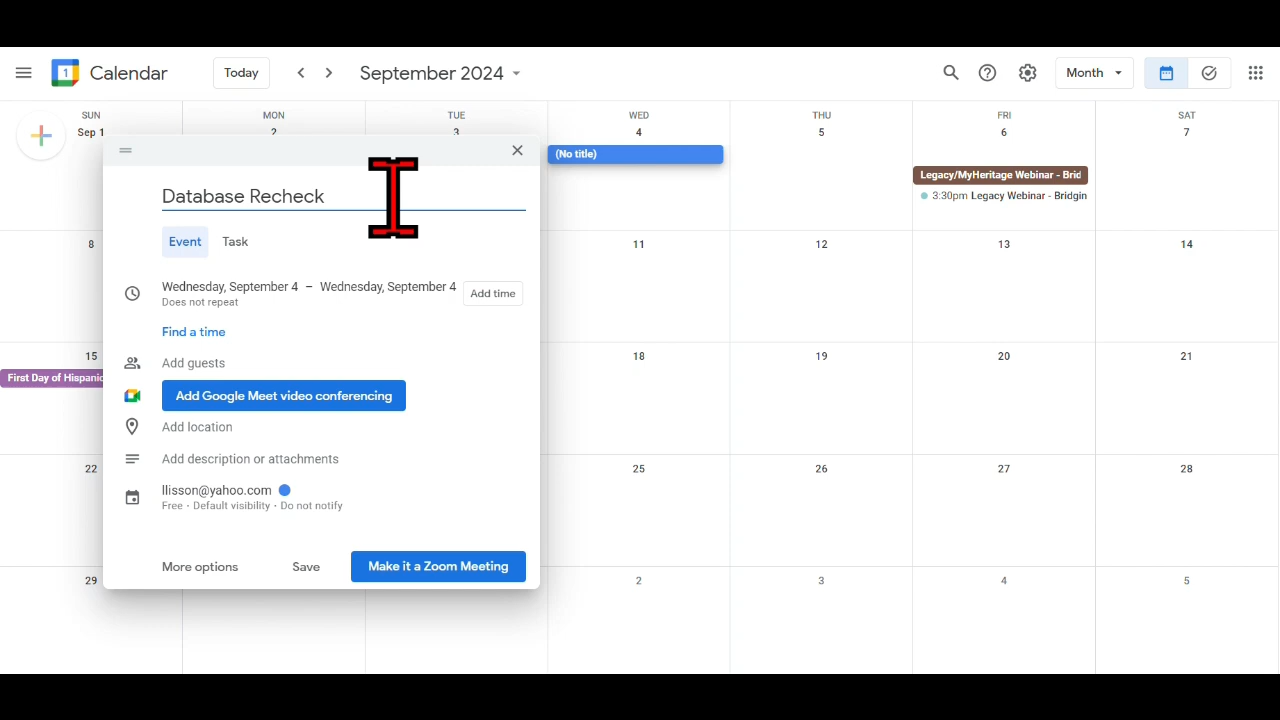 1 Calendar Today September 2024 Month
SUN MON TUE WED THU FRI SAT
Sep 1 2 3 4 5 6 7
(No title)
Legacy/MyHeritage Webinar - Brid
3:30pm Legacy Webinar - Bridgin
Database Recheck
Event Task
8 11 12 13 14
Wednesday, September 4 – Wednesday, September 4 Add time
Does not repeat
Find a time
15 18 19 20 21
Add guests
First Day of Hispanic
Add Google Meet video conferencing
Add location
Add description or attachments
22 25 26 27 28
llisson@yahoo.com
Free · Default visibility · Do not notify
More options Save Make it a Zoom Meeting
29 2 3 4 5